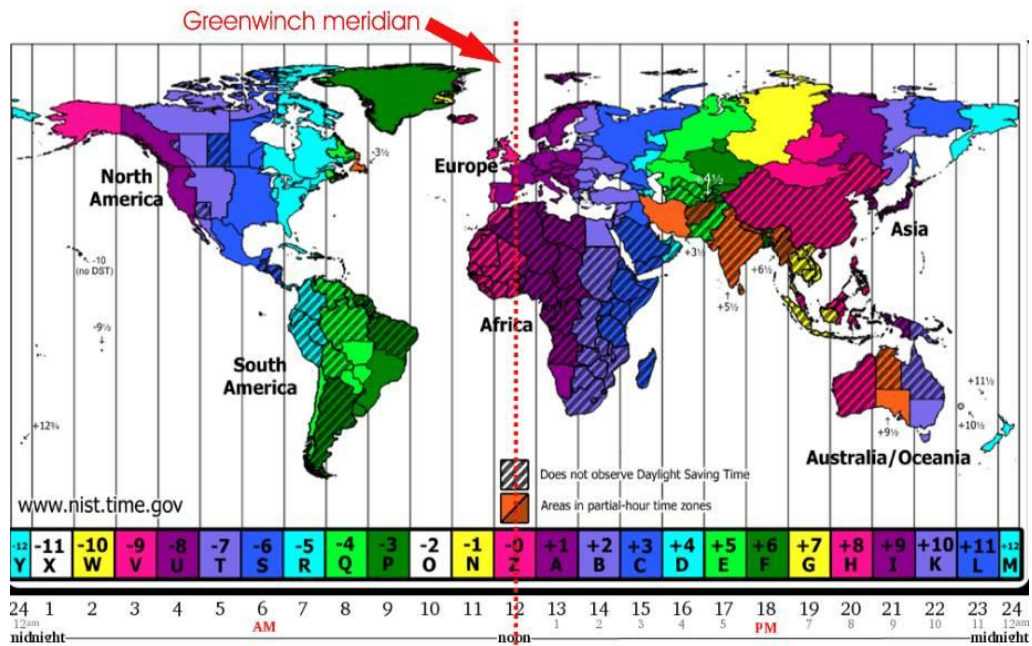 Greenwinch meridian
-3½
North
America
Europe
+4½
Asia
-10
(no DST)
+3½
+6½
+5½
-9½
Africa
South
America
+12¾
+11½
+10½
+9½
Australia/Oceania
Does not observe Daylight Saving Time
Areas in partial-hour time zones
www.nist.time.gov
-12 -11 -10 -9 -8 -7 -6 -5 -4 -3 -2 -1 -0 +1 +2 +3 +4 +5 +6 +7 +8 +9 +10 +11 +12
Y X W V U T S R Q P O N Z A B C D E F G H I K L M
24 1 2 3 4 5 6 7 8 9 10 11 12 13 14 15 16 17 18 19 20 21 22 23 24
12am AM 1 2 3 4 5 PM 7 8 9 10 11 12am
midnight noon midnight